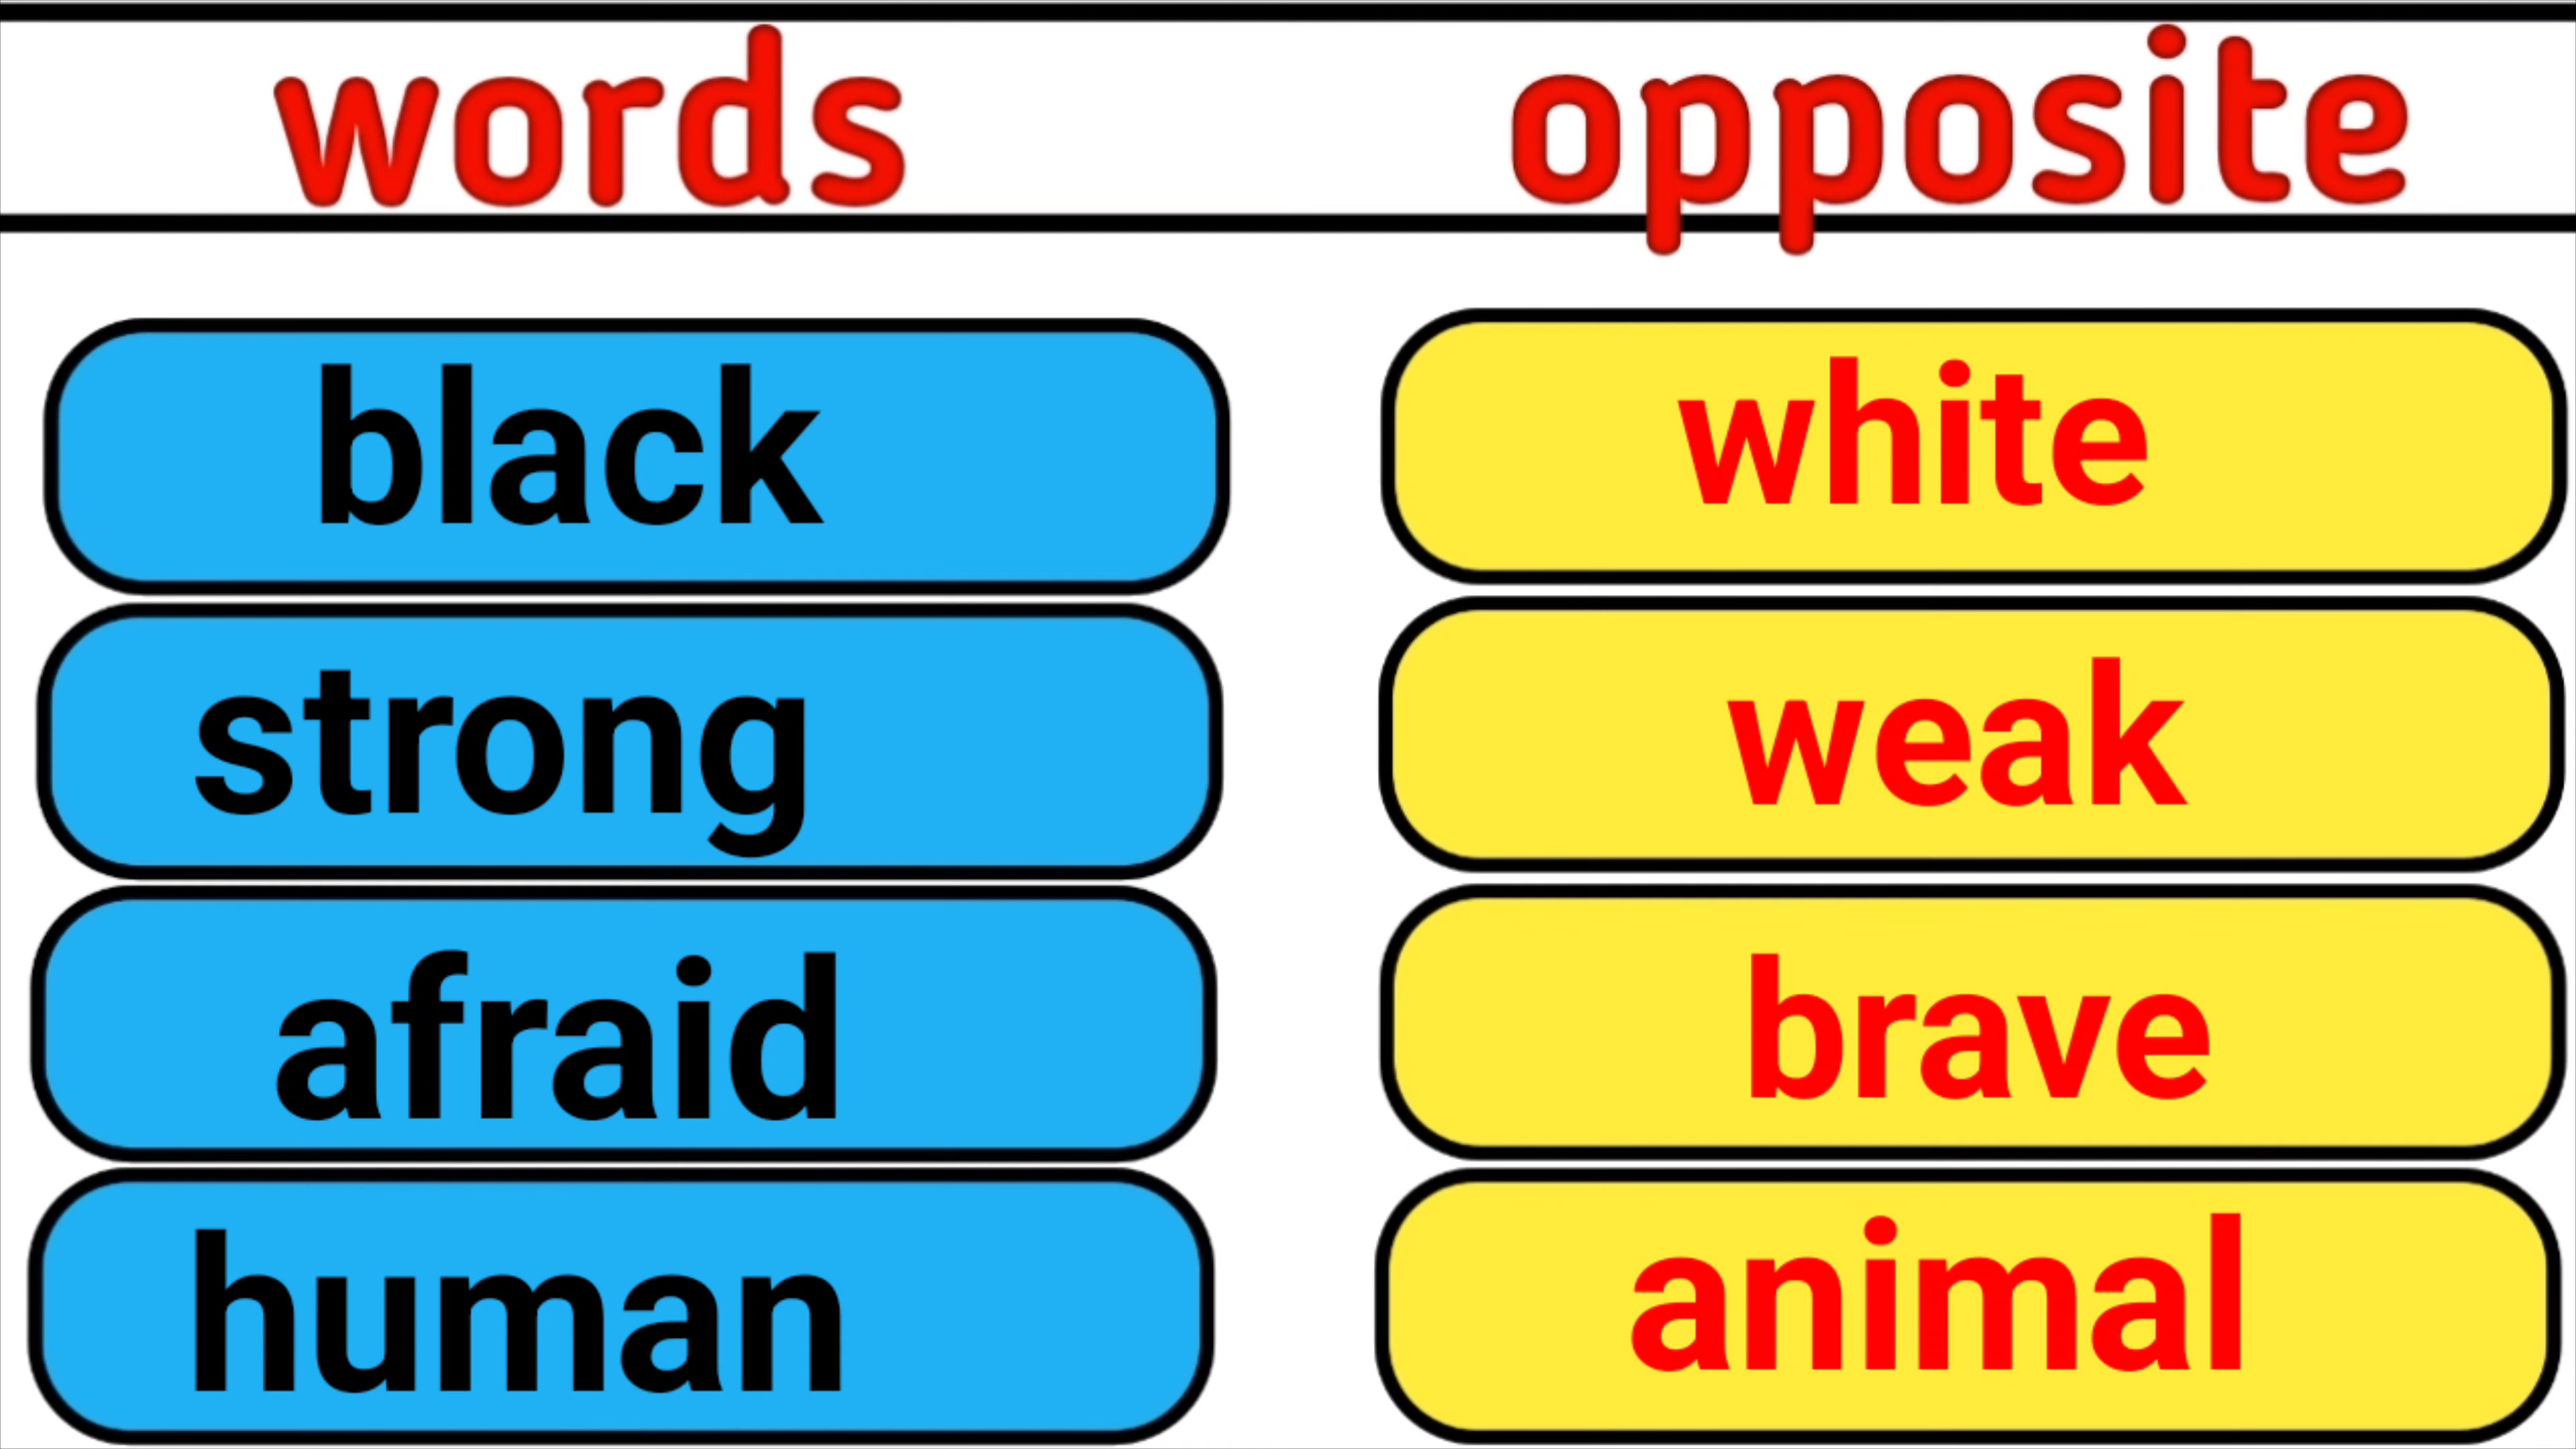 words opposite
black white
strong weak
afraid brave
human animal